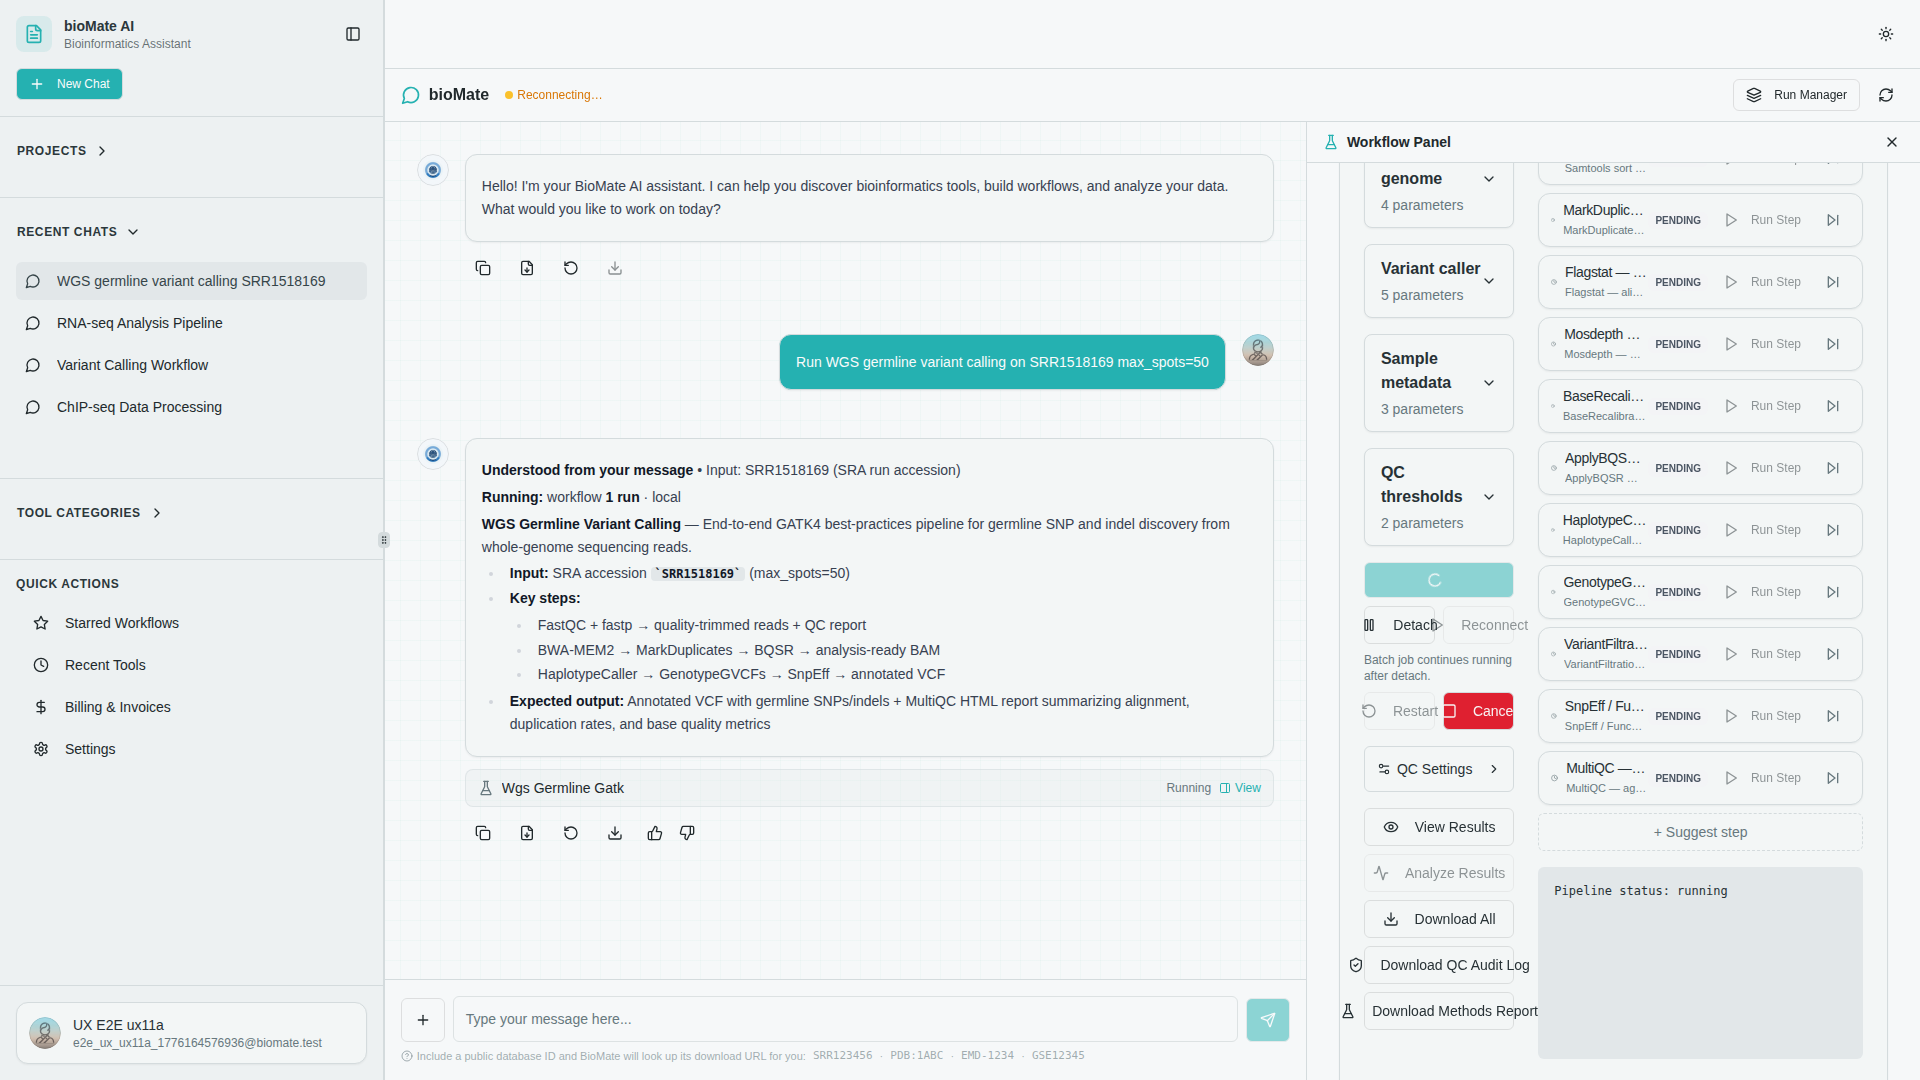 bioMate AI
Bioinformatics Assistant
New Chat
PROJECTS
RECENT CHATS
WGS germline variant calling SRR1518169
RNA-seq Analysis Pipeline
Variant Calling Workflow
ChIP-seq Data Processing
TOOL CATEGORIES
QUICK ACTIONS
Starred Workflows
Recent Tools
Billing & Invoices
Settings
UX E2E ux11a
e2e_ux_ux11a_1776164576936@biomate.test
bioMate
Reconnecting…
Run Manager
Hello! I'm your BioMate AI assistant. I can help you discover bioinformatics tools, build workflows, and analyze your data.
What would you like to work on today?
Run WGS germline variant calling on SRR1518169 max_spots=50
Understood from your message • Input: SRR1518169 (SRA run accession)
Running: workflow 1 run · local
WGS Germline Variant Calling — End-to-end GATK4 best-practices pipeline for germline SNP and indel discovery from
whole-genome sequencing reads.
Input: SRA accession `SRR1518169` (max_spots=50)
Key steps:
FastQC + fastp → quality-trimmed reads + QC report
BWA-MEM2 → MarkDuplicates → BQSR → analysis-ready BAM
HaplotypeCaller → GenotypeGVCFs → SnpEff → annotated VCF
Expected output: Annotated VCF with germline SNPs/indels + MultiQC HTML report summarizing alignment,
duplication rates, and base quality metrics
Wgs Germline Gatk
Running
View
Type your message here...
Include a public database ID and BioMate will look up its download URL for you: SRR123456 · PDB:1ABC · EMD-1234 · GSE12345
Workflow Panel
genome
4 parameters
Variant caller
5 parameters
Sample
metadata
3 parameters
QC
thresholds
2 parameters
Detach
Reconnect
Batch job continues running
after detach.
Restart
Cance
QC Settings
View Results
Analyze Results
Download All
Download QC Audit Log
Download Methods Report
Samtools sort …
MarkDuplic… PENDING Run Step
MarkDuplicate…
Flagstat — … PENDING Run Step
Flagstat — ali…
Mosdepth … PENDING Run Step
Mosdepth — …
BaseRecali… PENDING Run Step
BaseRecalibra…
ApplyBQS… PENDING Run Step
ApplyBQSR …
HaplotypeC… PENDING Run Step
HaplotypeCall…
GenotypeG… PENDING Run Step
GenotypeGVC…
VariantFiltra… PENDING Run Step
VariantFiltratio…
SnpEff / Fu… PENDING Run Step
SnpEff / Func…
MultiQC —… PENDING Run Step
MultiQC — ag…
+ Suggest step
Pipeline status: running